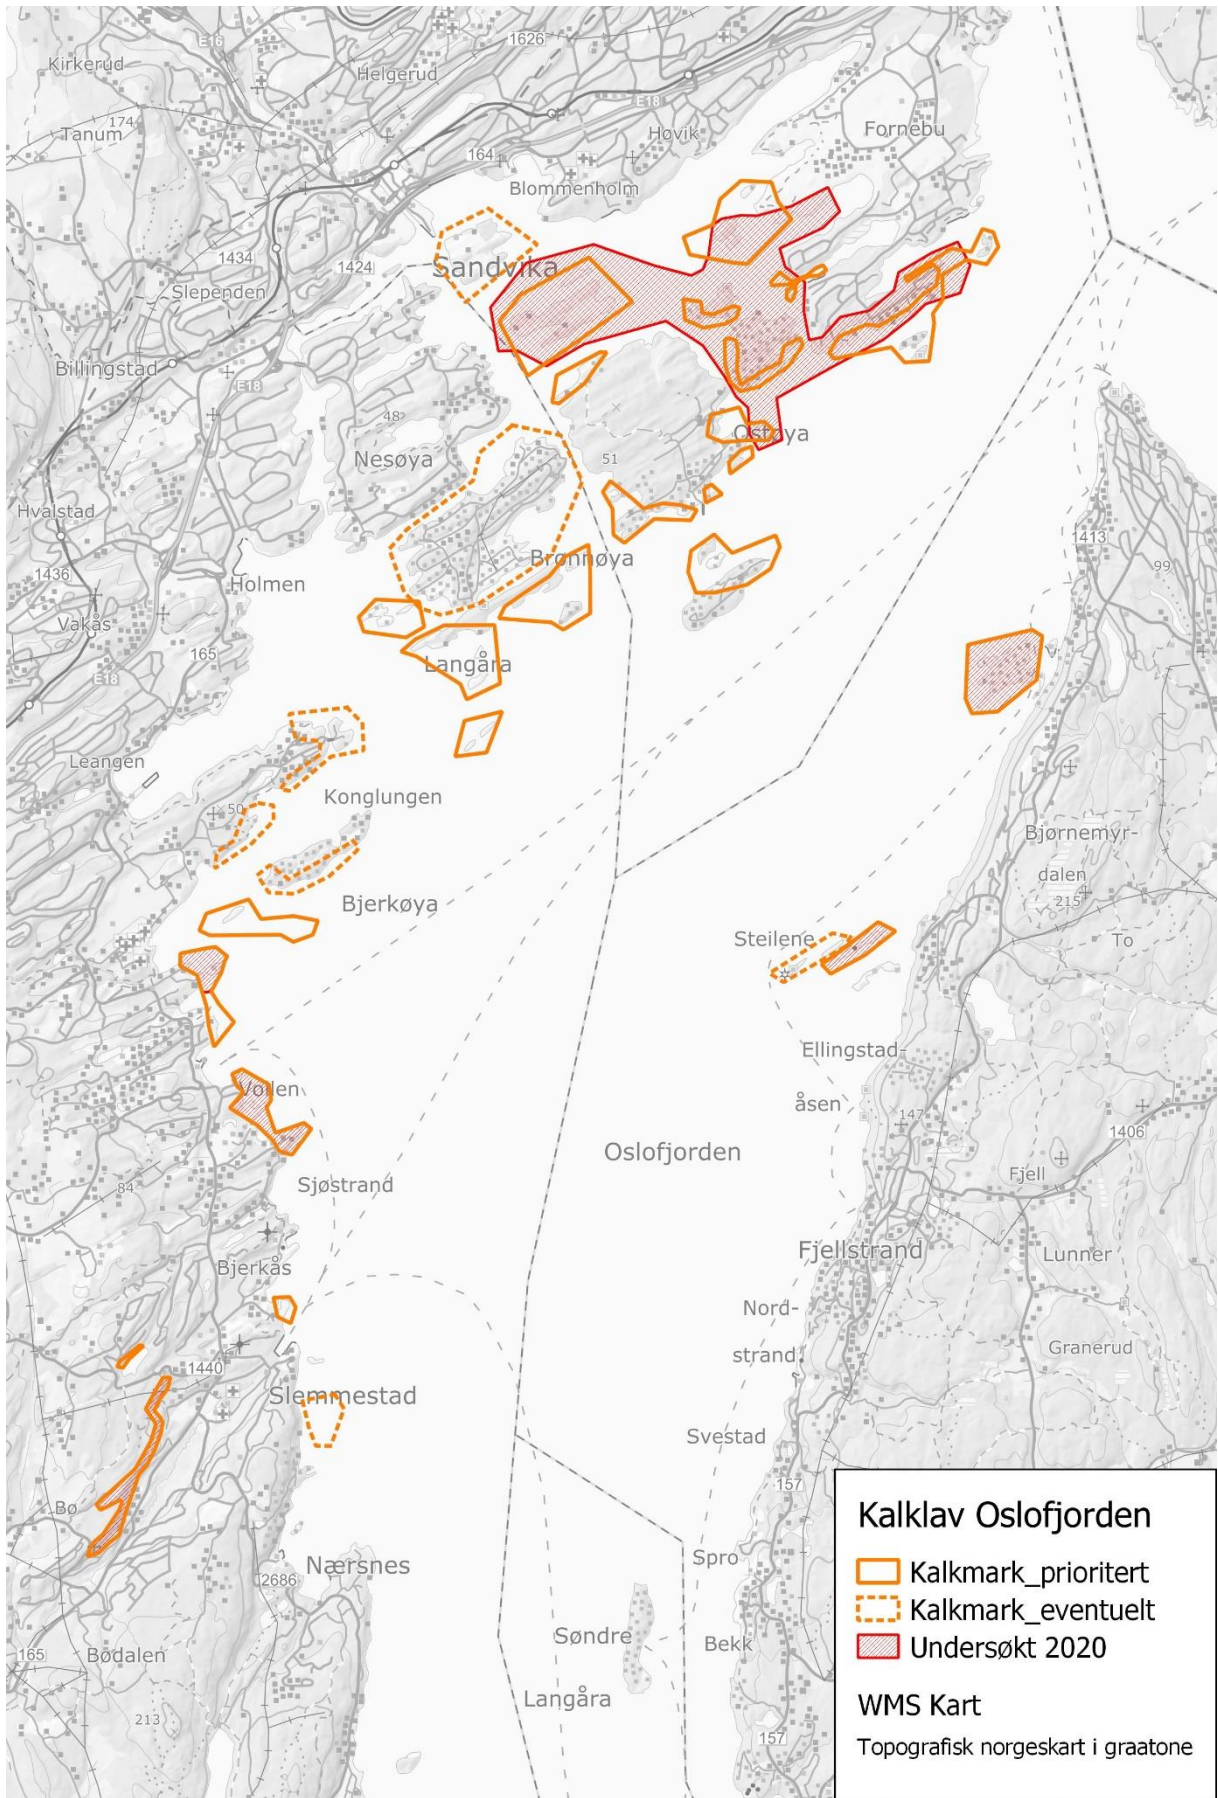 E16
1626
Kirkerud
Helgerud
E18
174
Tanum
Høvik
Fornebu
164
Blommenholm
1434
1424
Sandvika
Slependen
Billingstad
E18
48
Nesøya
51
Ostøya
Hvalstad
1413
Brønnøya
99
1436
Holmen
Vakås
165
Langåra
E18
Leangen
Konglungen
50
Bjørnemyr-
dalen
Bjerkøya
215
Steilene
To
Ellingstad-
åsen
Vollen
147
1406
Oslofjorden
Sjøstrand
Fjell
84
Fjellstrand
Lunner
Bjerkås
Nord-
strand
Granerud
1440
Slemmestad
Svestad
157
Bø
Spro
Nærsnes
2686
Søndre
Bekk
165
Bödalen
Langåra
213
157
Kalklav Oslofjorden
Kalkmark_prioritert
Kalkmark_eventuelt
Undersøkt 2020
WMS Kart
Topografisk norgeskart i graatone